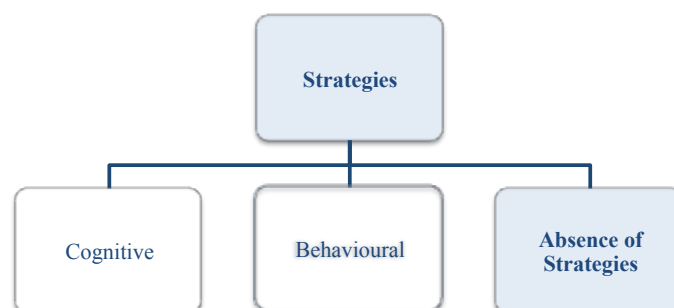 Strategies
Cognitive
Behavioural
Absence of
Strategies